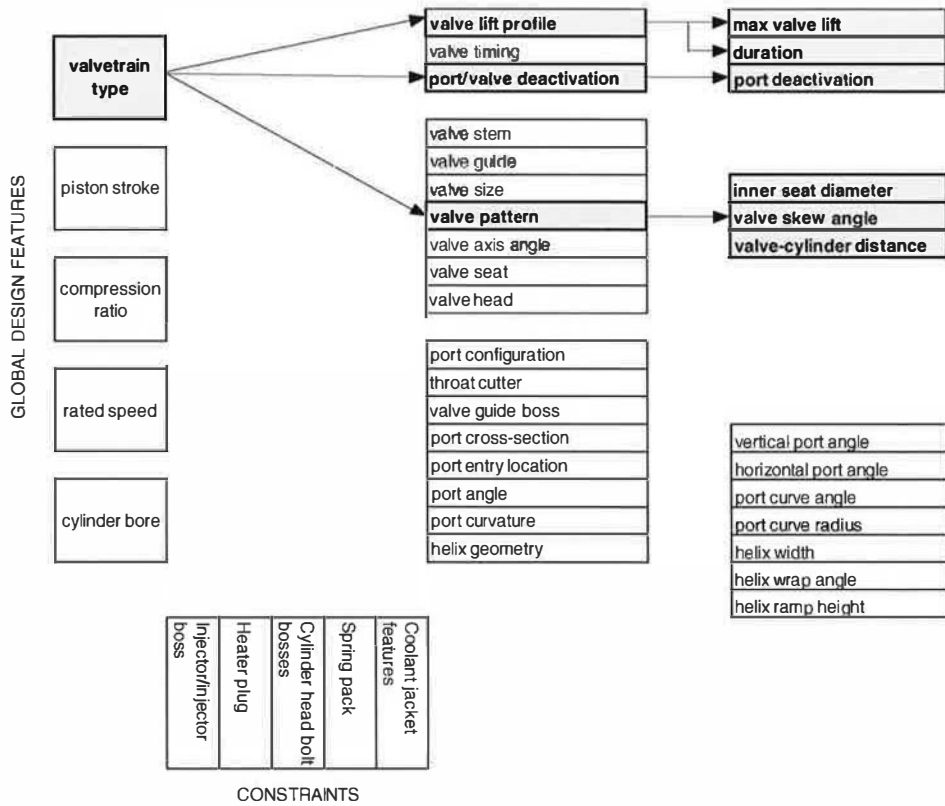 GLOBAL DESIGN FEATURES
valvetrain
type
piston stroke
compression
ratio
rated speed
cylinder bore
valve lift profile
valve timing
port/valve deactivation
valve stem
valve guide
valve size
valve pattern
valve axis angle
valve seat
valve head
port configuration
throat cutter
valve guide boss
port cross-section
port entry location
port angle
port curvature
helix geometry
max valve lift
duration
port deactivation
inner seat diameter
valve skew angle
valve-cylinder distance
vertical port angle
horizontal port angle
port curve angle
port curve radius
helix width
helix wrap angle
helix ramp height
Injector/injector
boss
Heater plug
Cylinder head bolt
bosses
Spring pack
Coolant jacket
features
CONSTRAINTS